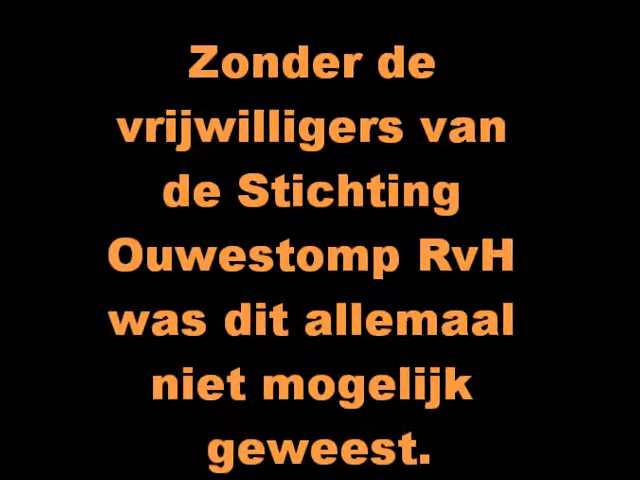 Zonder de
vrijwilligers van
de Stichting
Ouwestomp RvH
was dit allemaal
niet mogelijk
geweest.